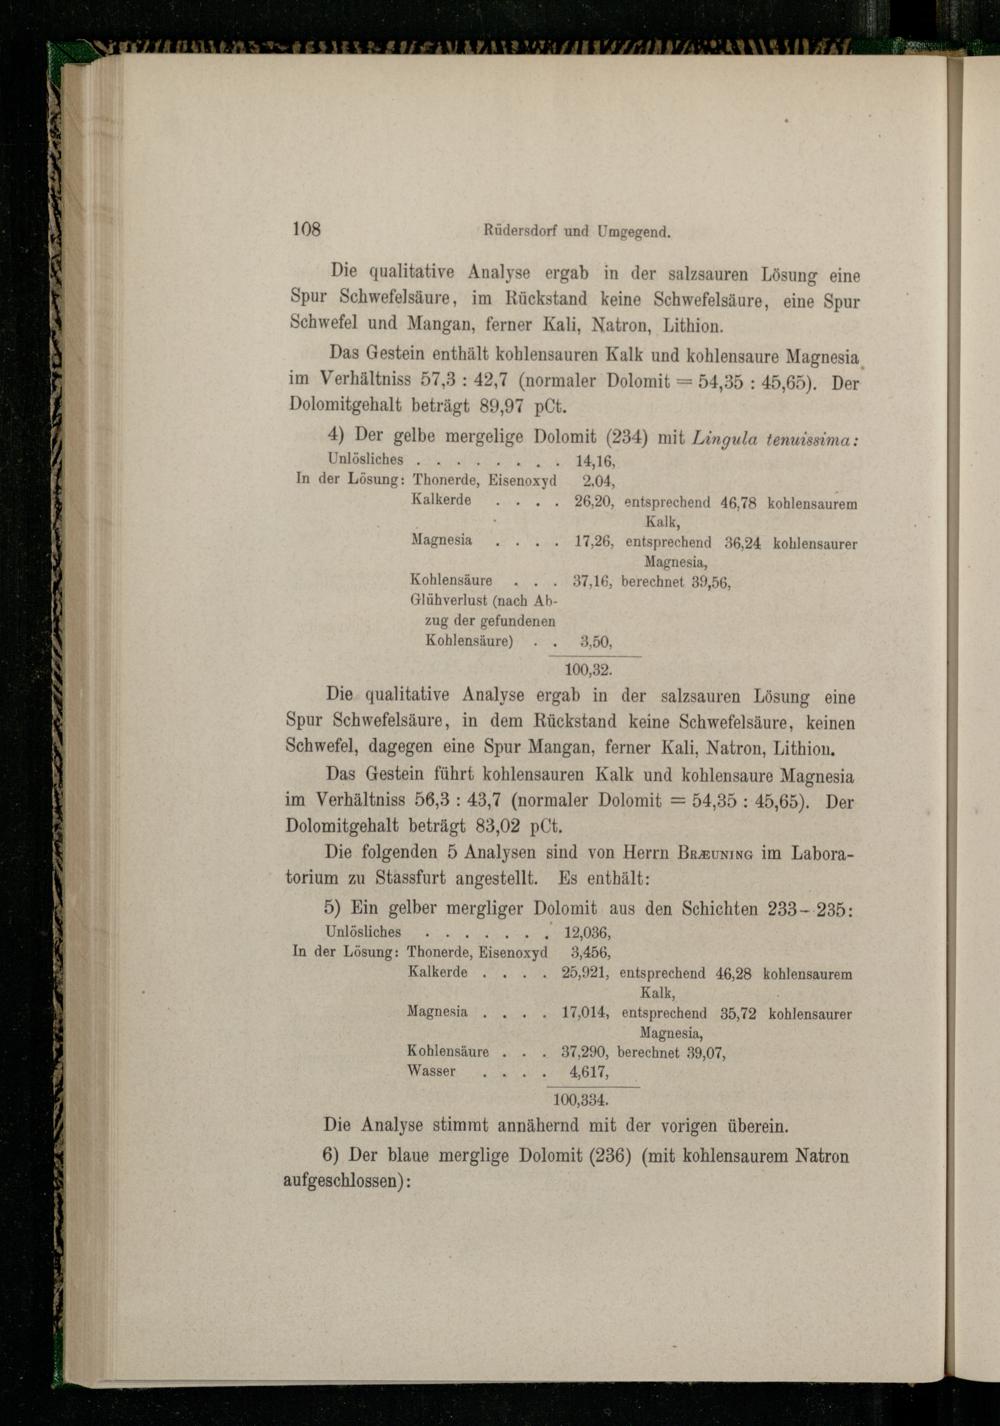 108 Rüdersdorf und Umgegend.
Die qualitative Analyse ergab in der salzsauren Lösung eine
Spur Schwefelsäure, im Rückstand keine Schwefelsäure, eine Spur
Schwefel und Mangan, ferner Kali, Natron, Lithion.
Das Gestein enthält kohlensauren Kalk und kohlensaure Magnesia
im Verhältniss 57,3 : 42,7 (normaler Dolomit = 54,35 : 45,65). Der
Dolomitgehalt beträgt 89,97 pCt.
4) Der gelbe mergelige Dolomit (234) mit Lingula tenuissima:
Unlösliches . . . . . . . . 14,16,
In der Lösung: Thonerde, Eisenoxyd 2,04,
Kalkerde . . . . 26,20, entsprechend 46,78 kohlensaurem
Kalk,
Magnesia . . . . 17,26, entsprechend 36,24 kohlensaurer
Magnesia,
Kohlensäure . . . 37,16, berechnet 39,56,
Glühverlust (nach Ab-
zug der gefundenen
Kohlensäure) . . 3,50,
100,32.
Die qualitative Analyse ergab in der salzsauren Lösung eine
Spur Schwefelsäure, in dem Rückstand keine Schwefelsäure, keinen
Schwefel, dagegen eine Spur Mangan, ferner Kali, Natron, Lithion.
Das Gestein führt kohlensauren Kalk und kohlensaure Magnesia
im Verhältniss 56,3 : 43,7 (normaler Dolomit = 54,35 : 45,65). Der
Dolomitgehalt beträgt 83,02 pCt.
Die folgenden 5 Analysen sind von Herrn BRÆUNING im Labora-
torium zu Stassfurt angestellt. Es enthält:
5) Ein gelber mergliger Dolomit aus den Schichten 233–235:
Unlösliches . . . . . . . 12,036,
In der Lösung: Thonerde, Eisenoxyd 3,456,
Kalkerde . . . . 25,921, entsprechend 46,28 kohlensaurem
Kalk,
Magnesia . . . . 17,014, entsprechend 35,72 kohlensaurer
Magnesia,
Kohlensäure . . . 37,290, berechnet 39,07,
Wasser . . . . 4,617,
100,334.
Die Analyse stimmt annähernd mit der vorigen überein.
6) Der blaue merglige Dolomit (236) (mit kohlensaurem Natron
aufgeschlossen):